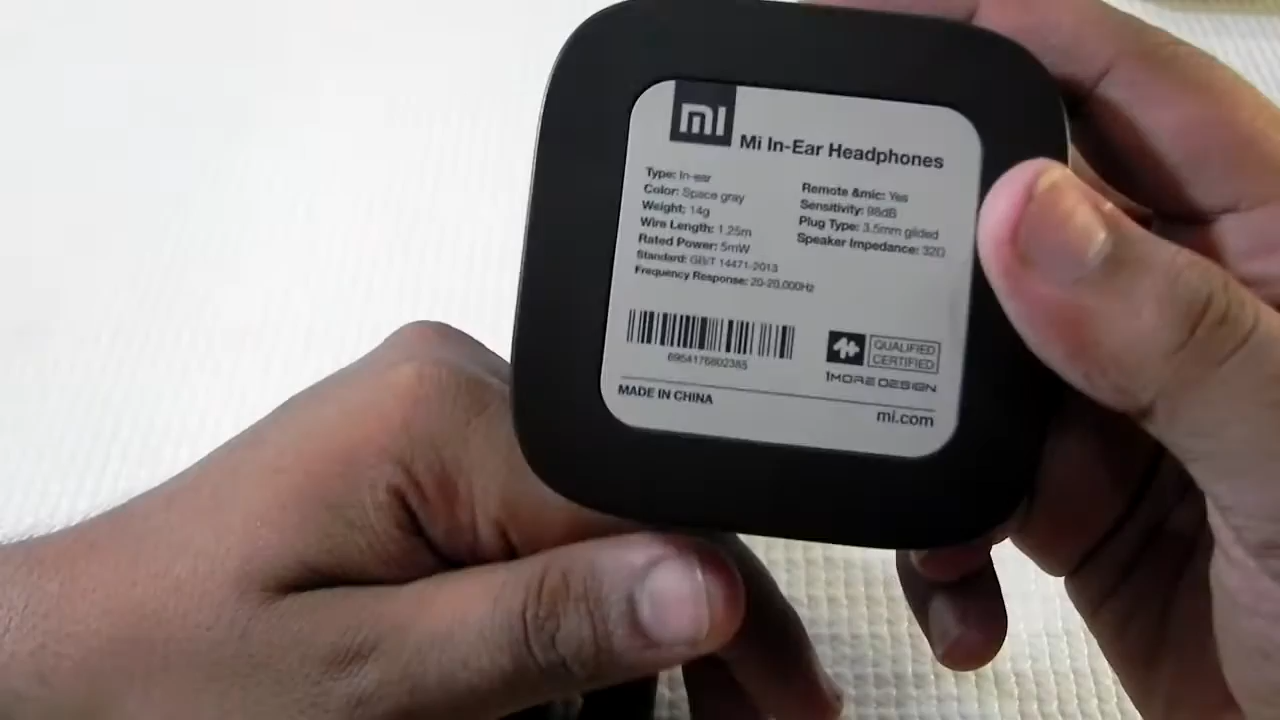 mi
Mi In-Ear Headphones
Type: In-ear
Color: Space gray
Weight: 14g
Wire Length: 1.25m
Rated Power: 5mW
Standard: GB/T 14471-2013
Frequency Response: 20-20,000Hz
Remote &mic: Yes
Sensitivity: 98dB
Plug Type: 3.5mm glided
Speaker Impedance: 32Ω
6954176802385
QUALIFIED
CERTIFIED
1MORE DESIGN
MADE IN CHINA
mi.com